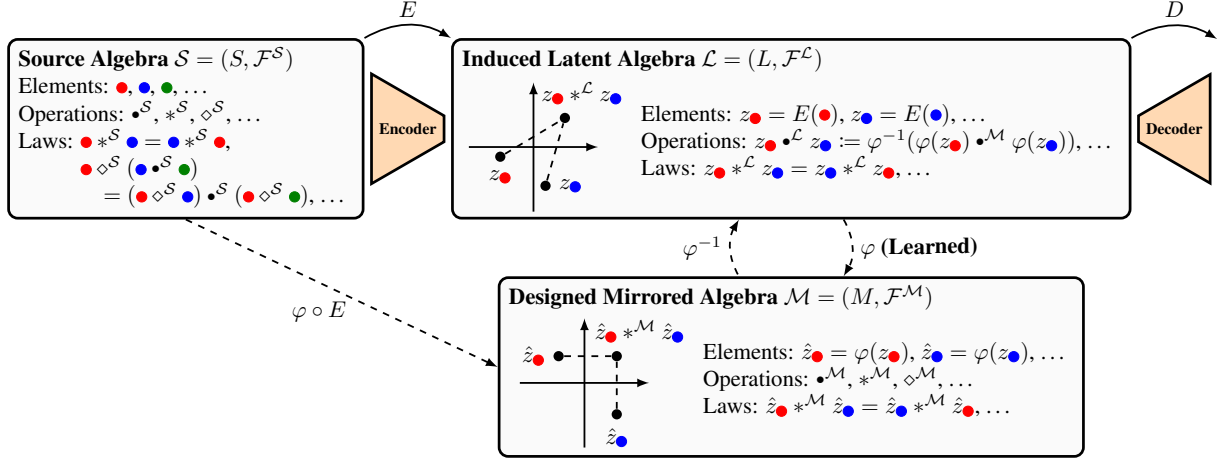 E
D
Source Algebra 𝒮 = (S, ℱ^𝒮)
Elements: ●, ●, ●, …
Operations: •^𝒮, ∗^𝒮, ⋄^𝒮, …
Laws: ● ∗^𝒮 ● = ● ∗^𝒮 ●,
● ⋄^𝒮 (● •^𝒮 ●)
= (● ⋄^𝒮 ●) •^𝒮 (● ⋄^𝒮 ●), …
Encoder
Induced Latent Algebra ℒ = (L, ℱ^ℒ)
z● ∗^ℒ z●
z●
z●
Elements: z● = E(●), z● = E(●), …
Operations: z● •^ℒ z● := φ⁻¹(φ(z●) •^ℳ φ(z●)), …
Laws: z● ∗^ℒ z● = z● ∗^ℒ z●, …
Decoder
φ⁻¹
φ (Learned)
φ ∘ E
Designed Mirrored Algebra ℳ = (M, ℱ^ℳ)
ẑ● ∗^ℳ ẑ●
ẑ●
ẑ●
Elements: ẑ● = φ(z●), ẑ● = φ(z●), …
Operations: •^ℳ, ∗^ℳ, ⋄^ℳ, …
Laws: ẑ● ∗^ℳ ẑ● = ẑ● ∗^ℳ ẑ●, …